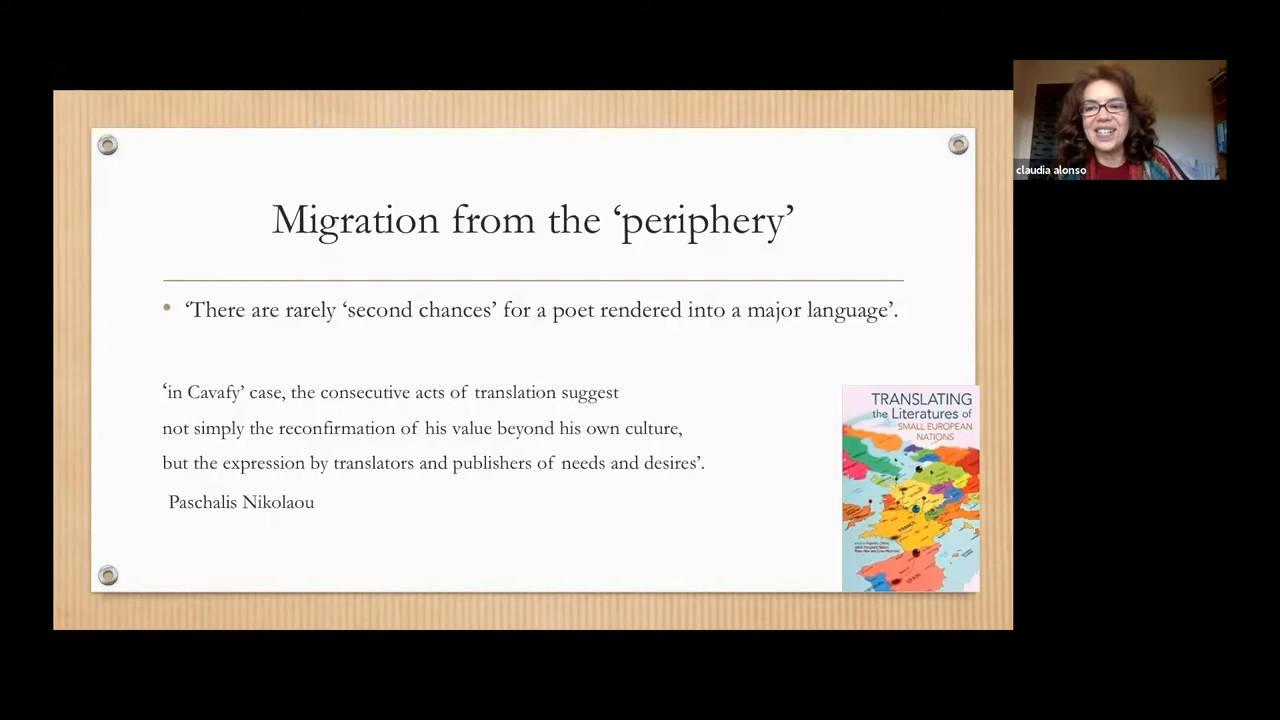 Migration from the ‘periphery’
• ‘There are rarely ‘second chances’ for a poet rendered into a major language’.
‘in Cavafy’ case, the consecutive acts of translation suggest
not simply the reconfirmation of his value beyond his own culture,
but the expression by translators and publishers of needs and desires’.
Paschalis Nikolaou
TRANSLATING
the Literatures of
SMALL EUROPEAN
NATIONS
FRANCE
SPAIN
claudia alonso